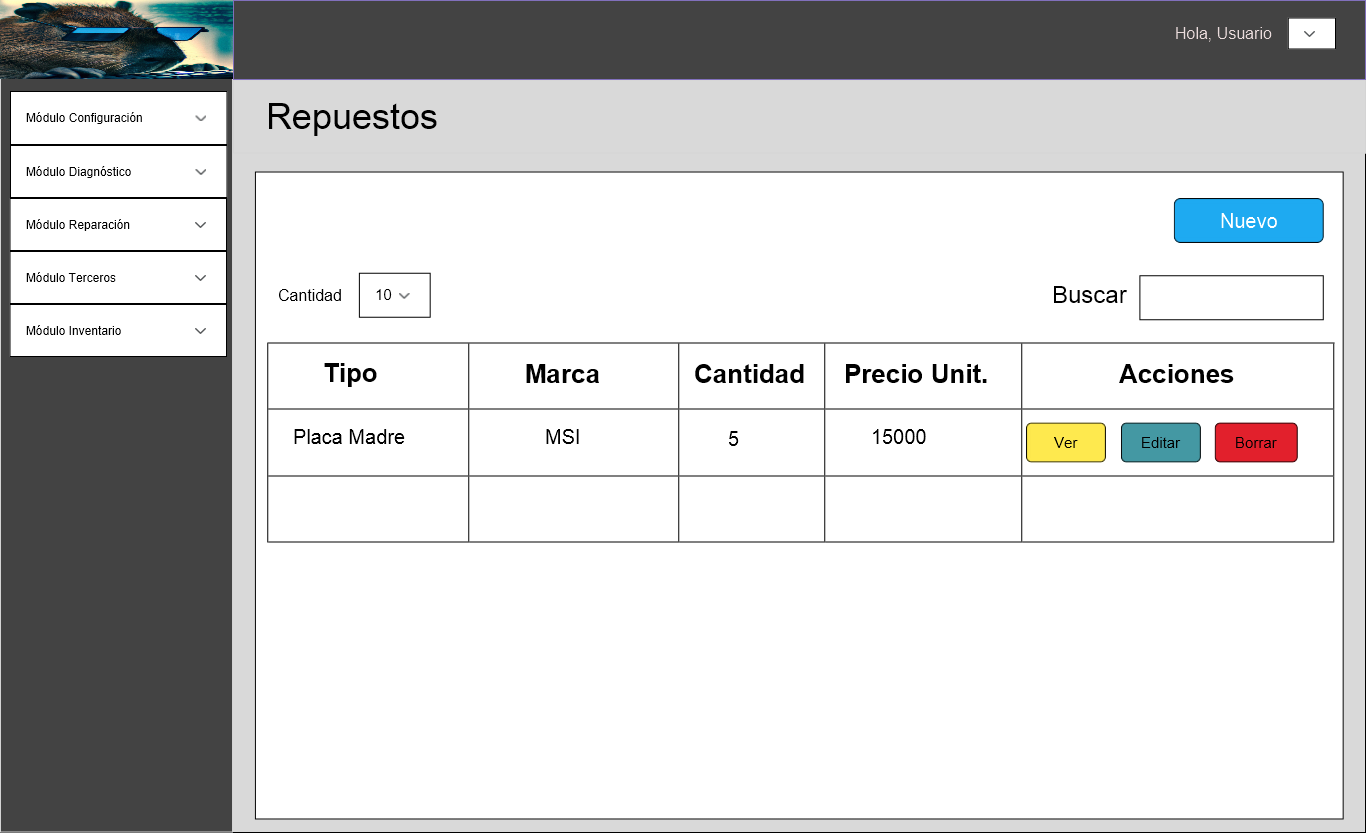 Hola, Usuario
Repuestos
Módulo Configuración
Módulo Diagnóstico
Módulo Reparación
Módulo Terceros
Módulo Inventario
Nuevo
Cantidad 10
Buscar
Tipo Marca Cantidad Precio Unit. Acciones
Placa Madre MSI 5 15000 Ver Editar Borrar